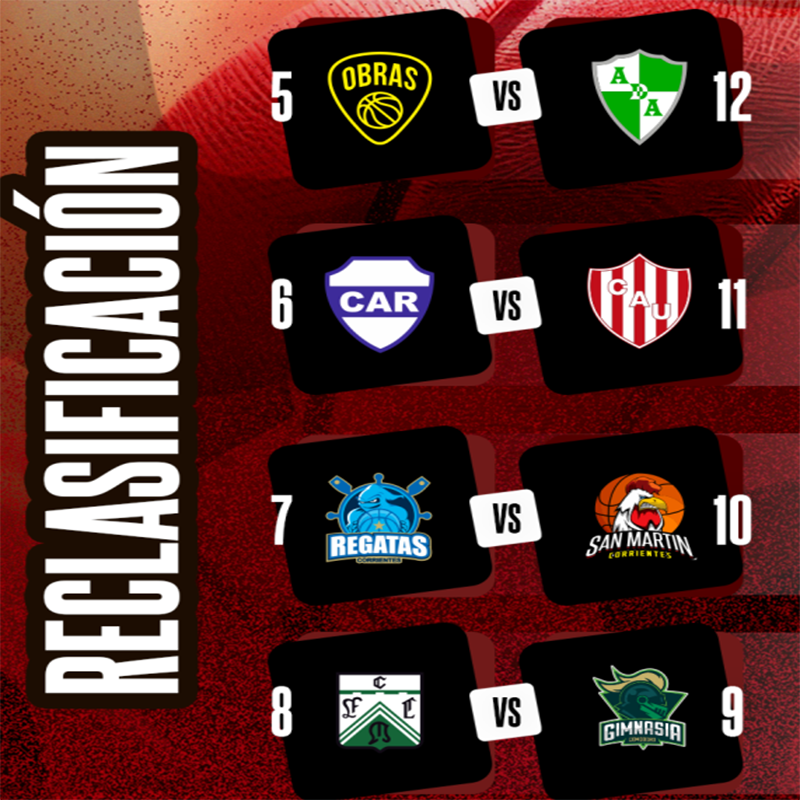 RECLASIFICACIÓN
5
OBRAS
VS
ADA
12
6
CAR
VS
CAU
11
7
REGATAS
CORRIENTES
VS
SAN MARTIN
CORRIENTES
10
8
C
F C
M
VS
GIMNASIA
9